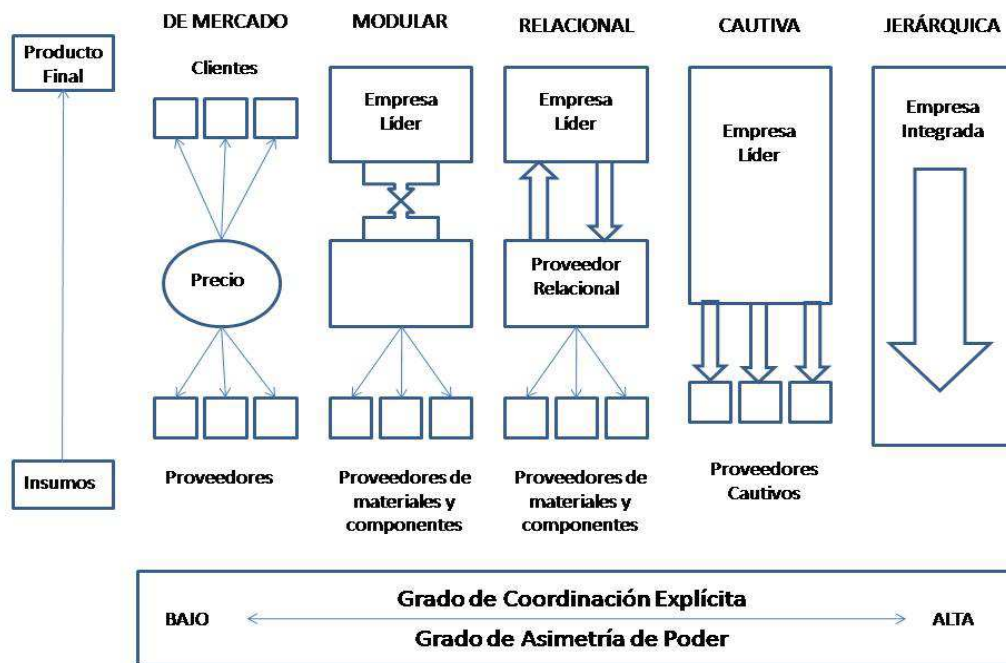 DE MERCADO
MODULAR
RELACIONAL
CAUTIVA
JERÁRQUICA
Producto
Final
Clientes
Empresa
Líder
Empresa
Líder
Empresa
Líder
Empresa
Integrada
Precio
Proveedor
Relacional
Insumos
Proveedores
Proveedores de
materiales y
componentes
Proveedores de
materiales y
componentes
Proveedores
Cautivos
Grado de Coordinación Explícita
BAJO
ALTA
Grado de Asimetría de Poder